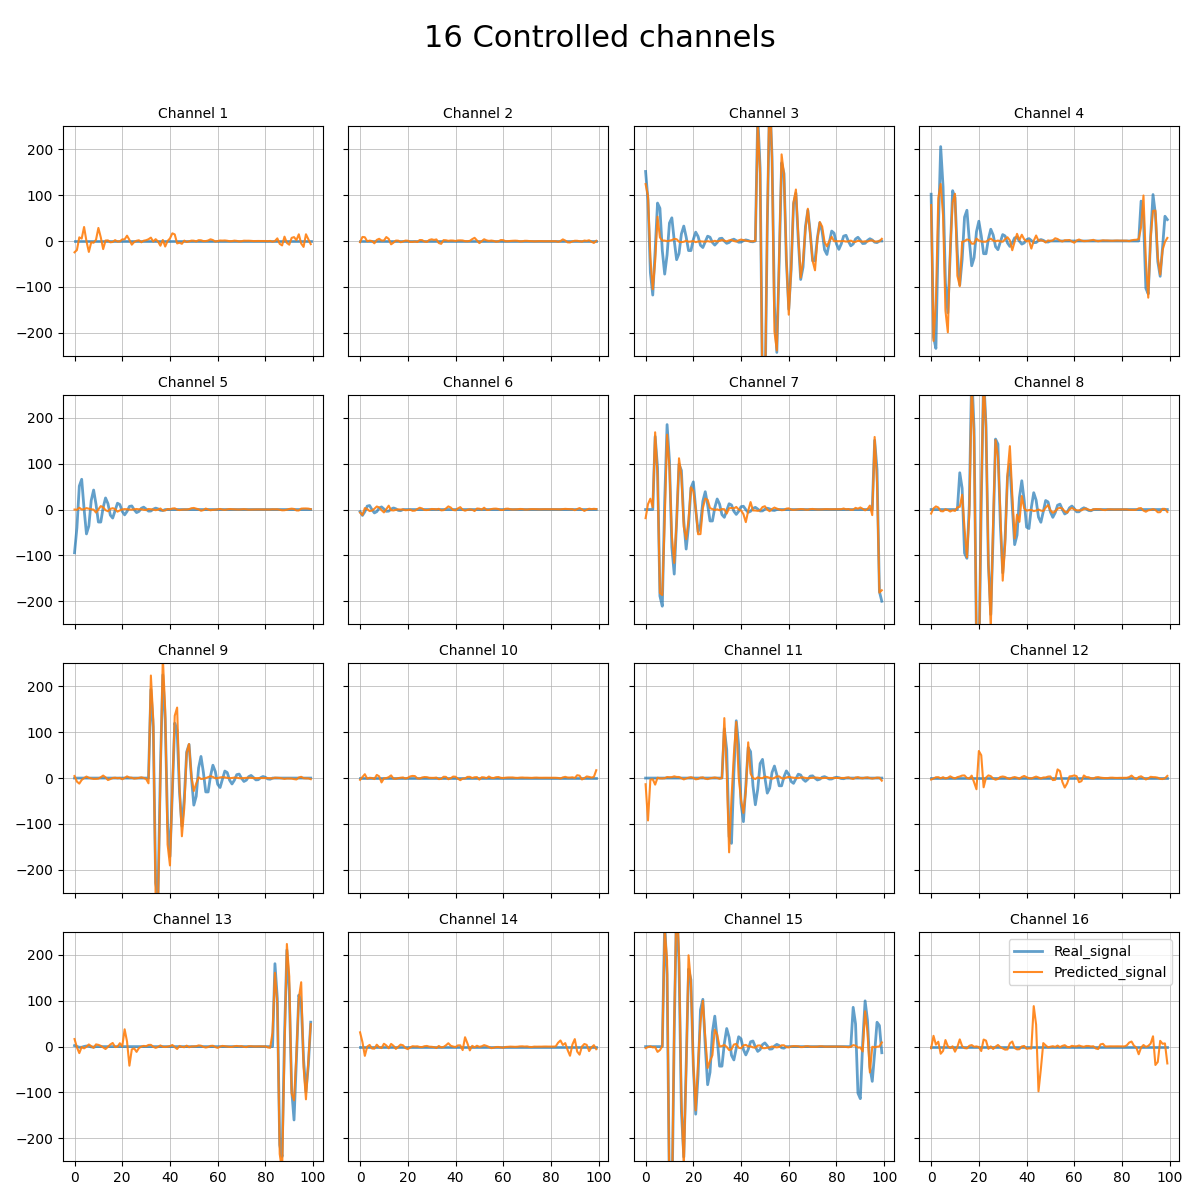 16 Controlled channels
Channel 1
Channel 2
Channel 3
Channel 4
200
100
0
−100
−200
Channel 5
Channel 6
Channel 7
Channel 8
200
100
0
−100
−200
Channel 9
Channel 10
Channel 11
Channel 12
200
100
0
−100
−200
Channel 13
Channel 14
Channel 15
Channel 16
200
100
0
−100
−200
Real_signal
Predicted_signal
0 20 40 60 80 100
0 20 40 60 80 100
0 20 40 60 80 100
0 20 40 60 80 100